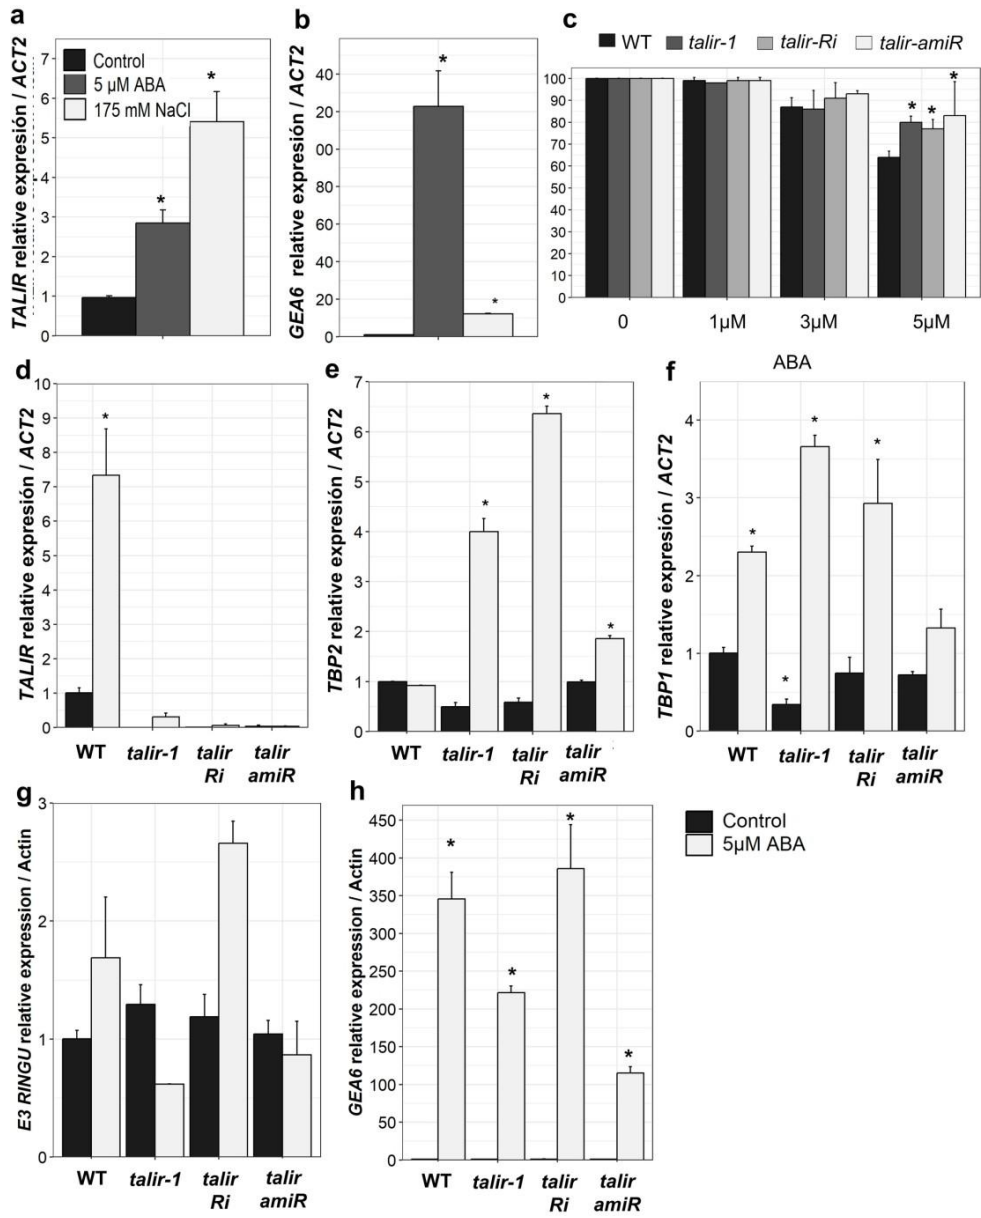 a
TALIR relative expresión / ACT2
7
6
5
4
3
2
1
0
Control
5 µM ABA
175 mM NaCl
*
*
b
GEA6 relative expresión / ACT2
20
40
20
00
40
20
0
*
*
c
WT talir-1 talir-Ri talir-amiR
100
90
80
70
60
50
40
30
20
10
0
* * *
0 1µM 3µM 5µM
ABA
d
TALIR relative expresión / ACT2
10
9
8
7
6
5
4
3
2
1
0
*
WT talir-1 talir talir
Ri amiR
e
TBP2 relative expresión / ACT2
7
6
5
4
3
2
1
0
*
*
*
WT talir-1 talir talir
Ri amiR
f
TBP1 relative expresión / ACT2
4
3
2
1
0
*
*
*
*
WT talir-1 talir talir
Ri amiR
g
E3 RINGU relative expression / Actin
3
2
1
0
WT talir-1 talir talir
Ri amiR
h
GEA6 relative expression / Actin
450
400
350
300
250
200
150
100
50
0
*
*
*
*
WT talir-1 talir talir
Ri amiR
Control
5µM ABA